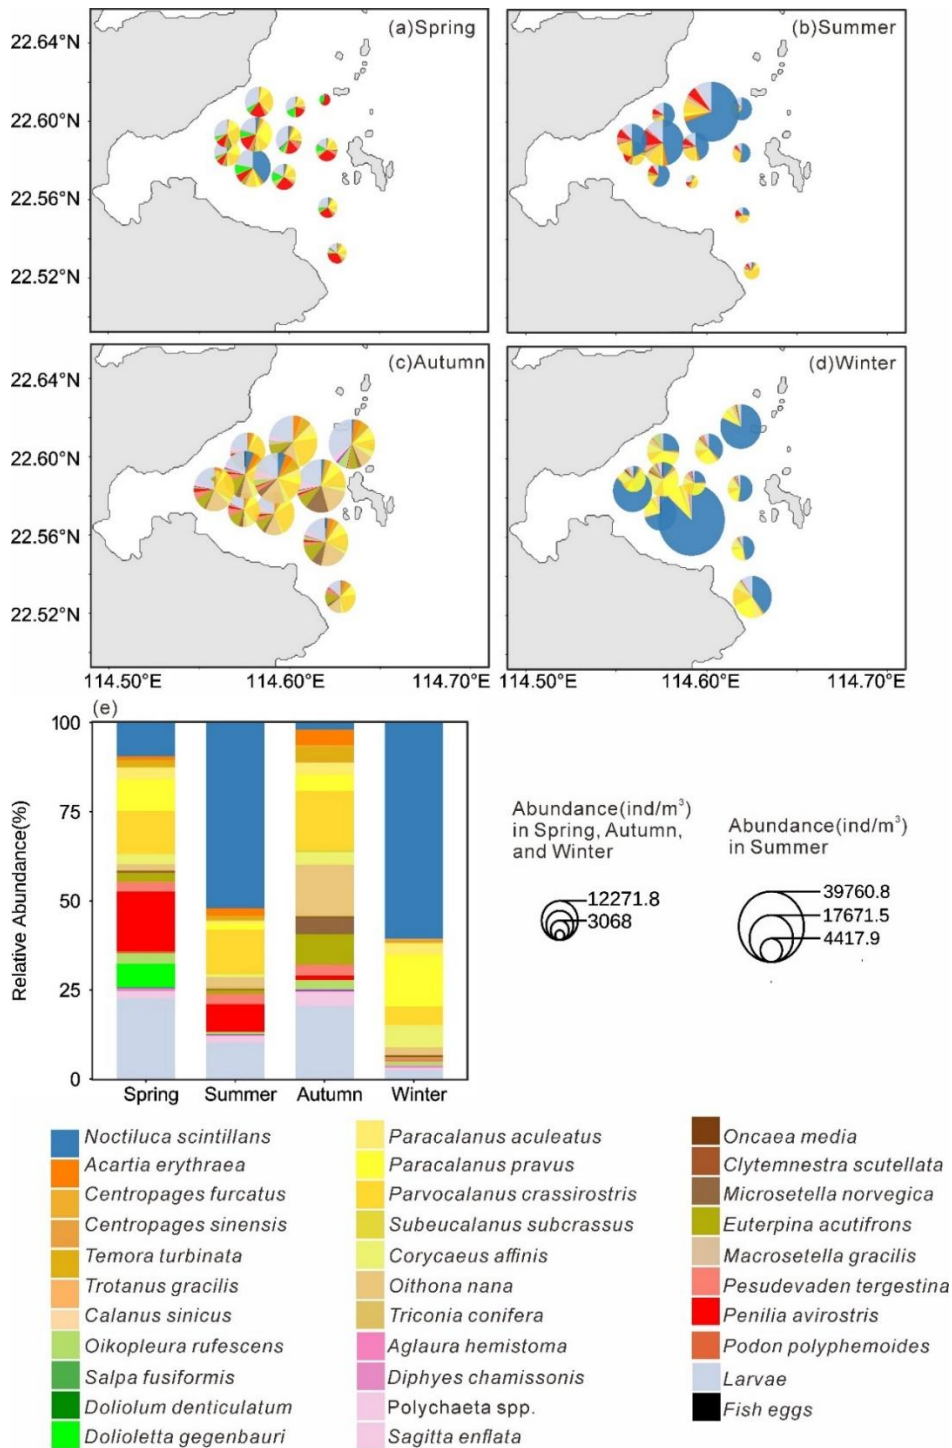 22.64°N
22.60°N
22.56°N
22.52°N
(a)Spring
(b)Summer
22.64°N
22.60°N
22.56°N
22.52°N
(c)Autumn
(d)Winter
114.50°E
114.60°E
114.70°E
114.60°E
114.70°E
(e)
100
75
50
25
0
Relative Abundance(%)
Spring
Summer
Autumn
Winter
Abundance(ind/m³)
in Spring, Autumn,
and Winter
12271.8
3068
Abundance(ind/m³)
in Summer
39760.8
17671.5
4417.9
Noctiluca scintillans
Acartia erythraea
Centropages furcatus
Centropages sinensis
Temora turbinata
Trotanus gracilis
Calanus sinicus
Oikopleura rufescens
Salpa fusiformis
Doliolum denticulatum
Dolioletta gegenbauri
Paracalanus aculeatus
Paracalanus pravus
Parvocalanus crassirostris
Subeucalanus subcrassus
Corycaeus affinis
Oithona nana
Triconia conifera
Aglaura hemistoma
Diphyes chamissonis
Polychaeta spp.
Sagitta enflata
Oncaea media
Clytemnestra scutellata
Microsetella norvegica
Euterpina acutifrons
Macrosetella gracilis
Pesudevaden tergestina
Penilia avirostris
Podon polyphemoides
Larvae
Fish eggs